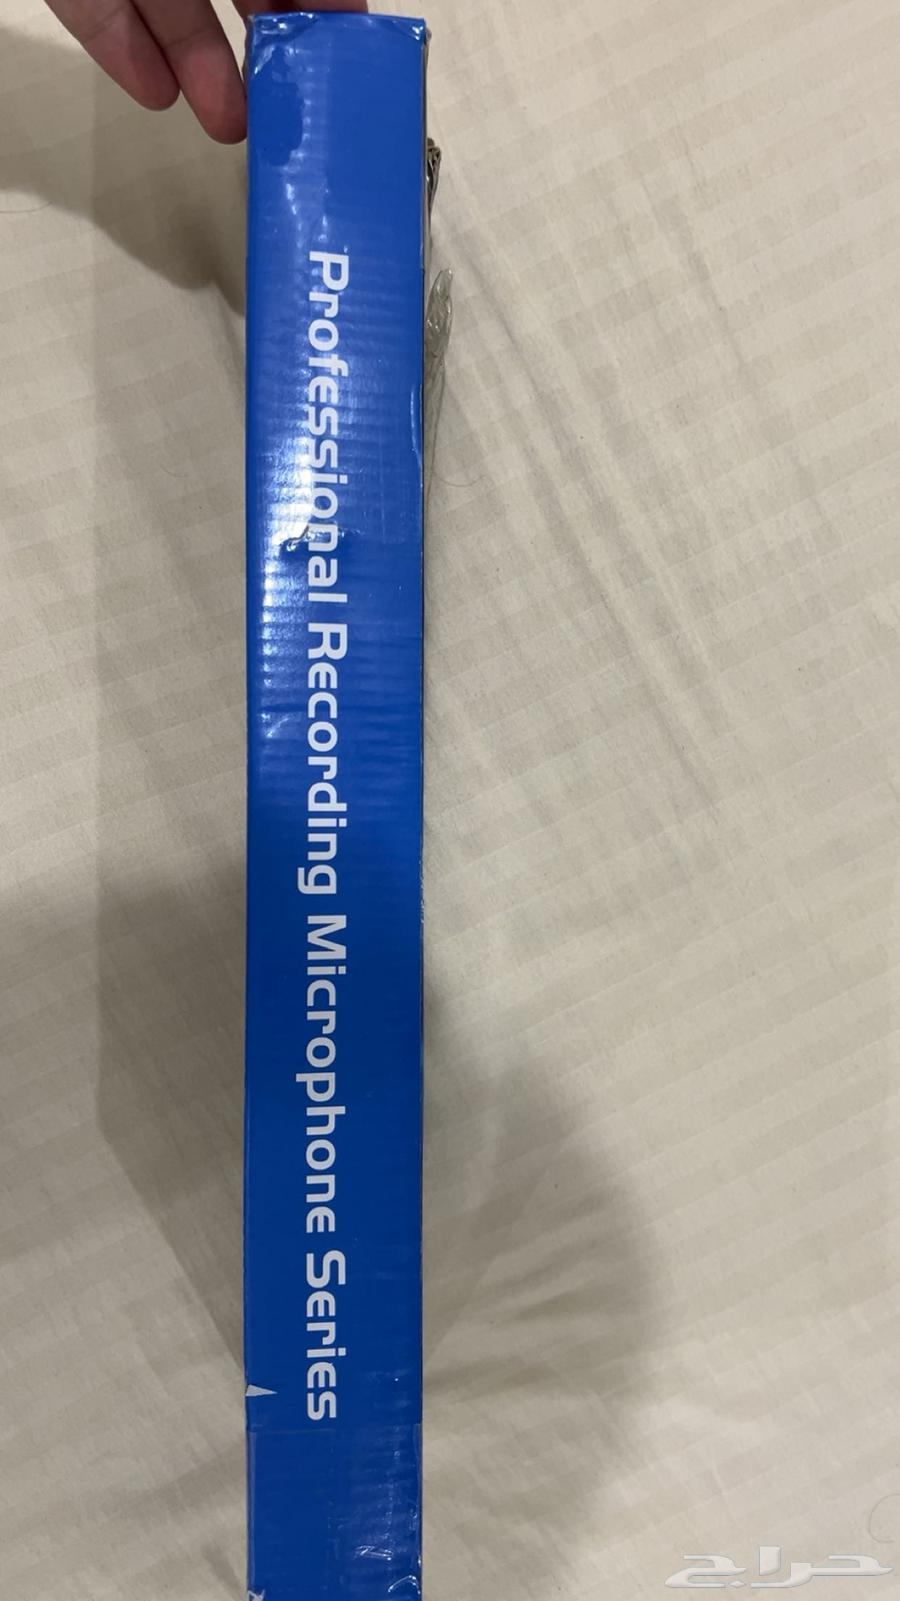 Professional Recording Microphone Series
حراج